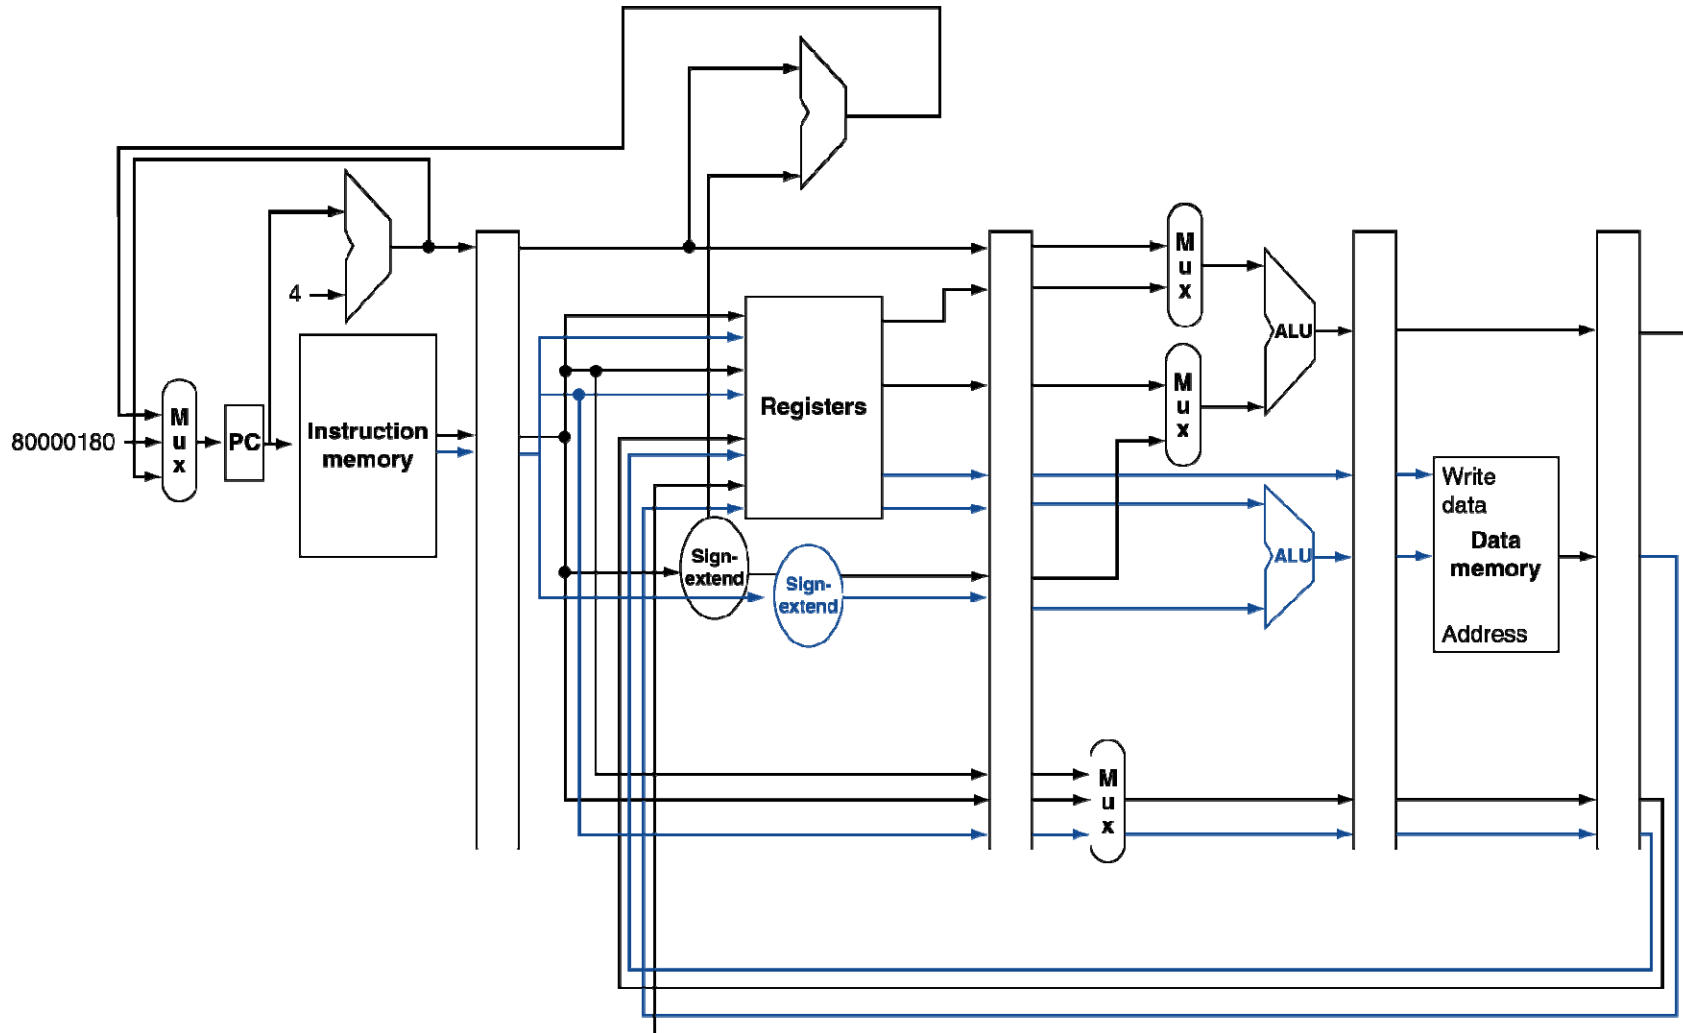 4
M
u
x
80000180
PC
Instruction
memory
Registers
Sign-
extend
Sign-
extend
M
u
x
M
u
x
ALU
ALU
M
u
x
Write
data
Data
memory
Address